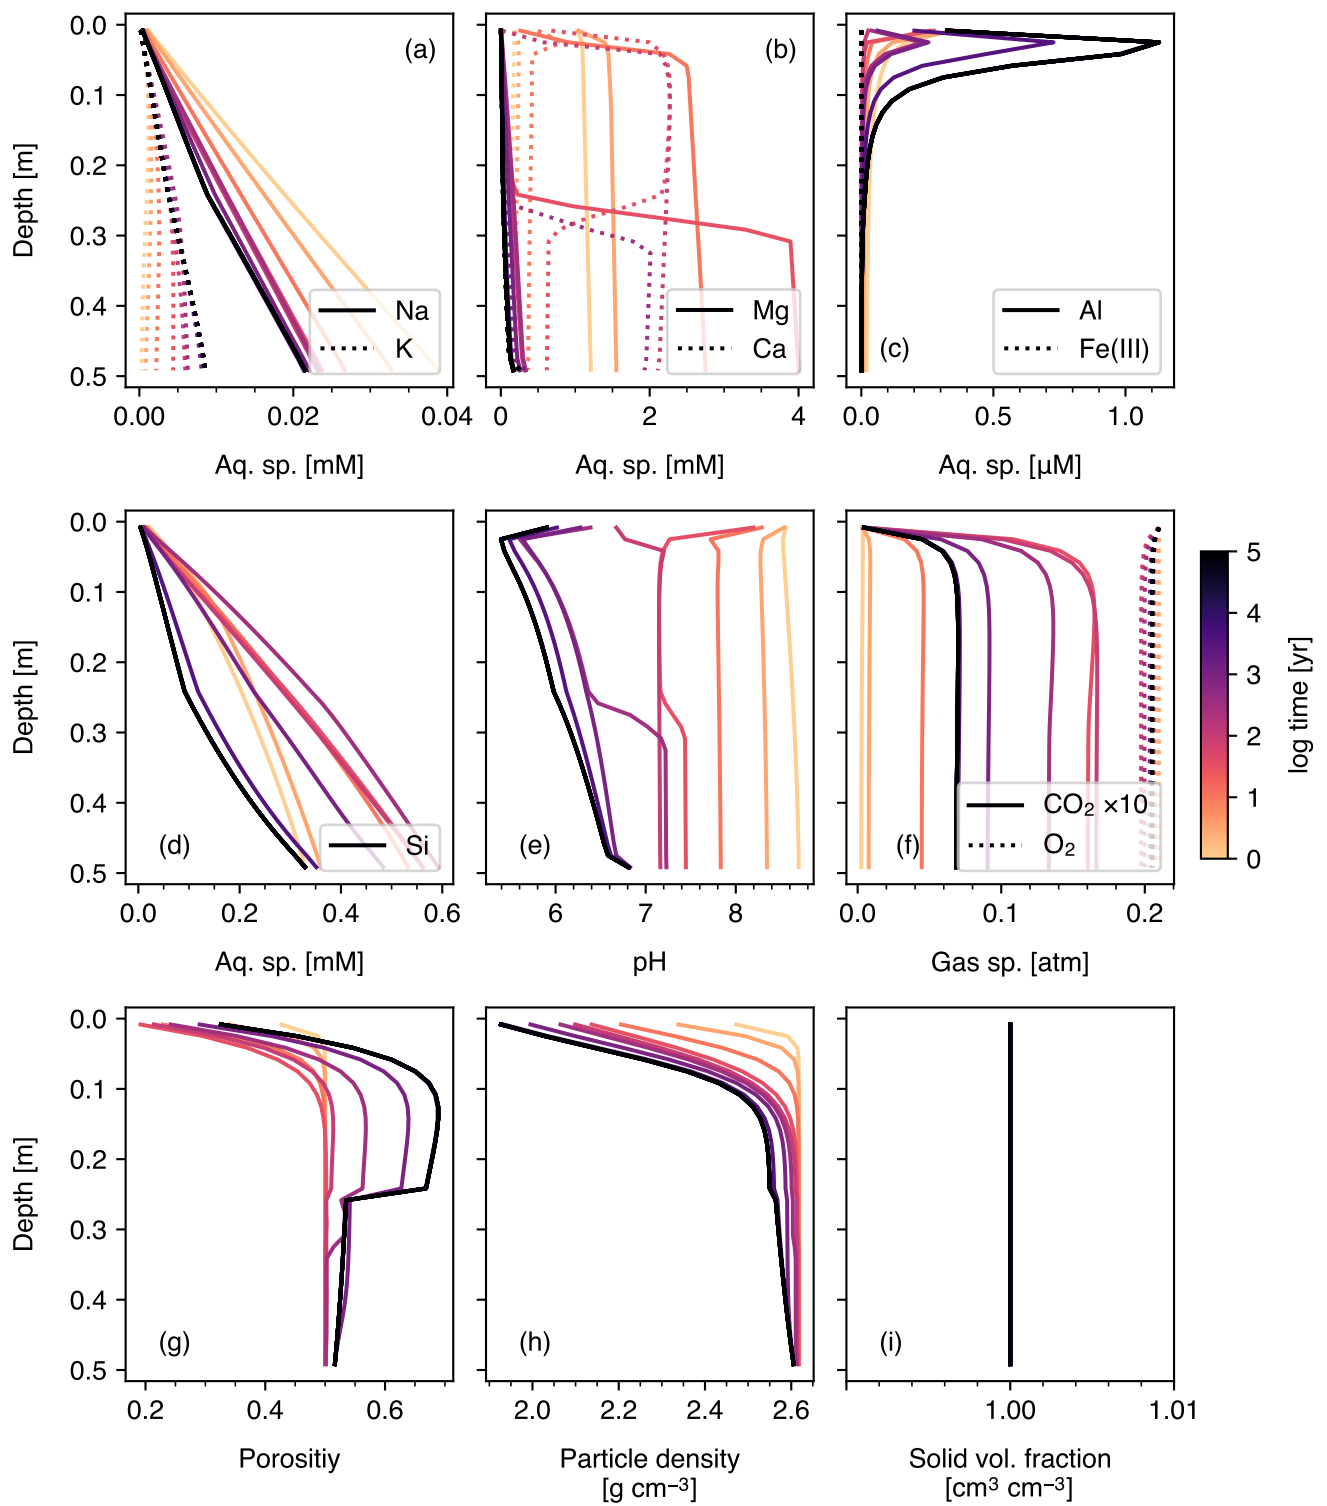 0.0
0.1
0.2
0.3
0.4
0.5
Depth [m]
(a)
Na
K
0.00 0.02 0.04
Aq. sp. [mM]
(b)
Mg
Ca
0 2 4
Aq. sp. [mM]
(c)
Al
Fe(III)
0.0 0.5 1.0
Aq. sp. [μM]
0.0
0.1
0.2
0.3
0.4
0.5
Depth [m]
(d)
Si
0.0 0.2 0.4 0.6
Aq. sp. [mM]
(e)
6 7 8
pH
(f)
CO₂ ×10
O₂
0.0 0.1 0.2
Gas sp. [atm]
5
4
3
2
1
0
log time [yr]
0.0
0.1
0.2
0.3
0.4
0.5
Depth [m]
(g)
0.2 0.4 0.6
Porositiy
(h)
2.0 2.2 2.4 2.6
Particle density
[g cm⁻³]
(i)
1.00 1.01
Solid vol. fraction
[cm³ cm⁻³]